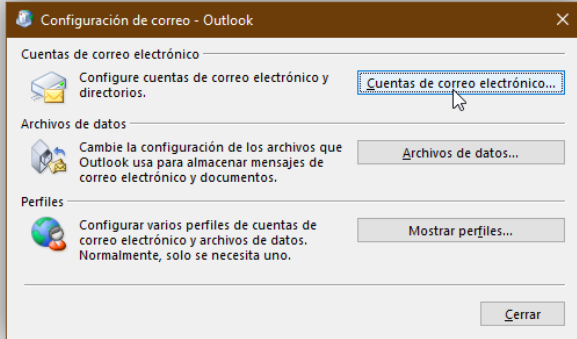 Configuración de correo - Outlook
Cuentas de correo electrónico
Configure cuentas de correo electrónico y
directorios.
Cuentas de correo electrónico...
Archivos de datos
Cambie la configuración de los archivos que
Outlook usa para almacenar mensajes de
correo electrónico y documentos.
Archivos de datos...
Perfiles
Configurar varios perfiles de cuentas de
correo electrónico y archivos de datos.
Normalmente, solo se necesita uno.
Mostrar perfiles...
Cerrar